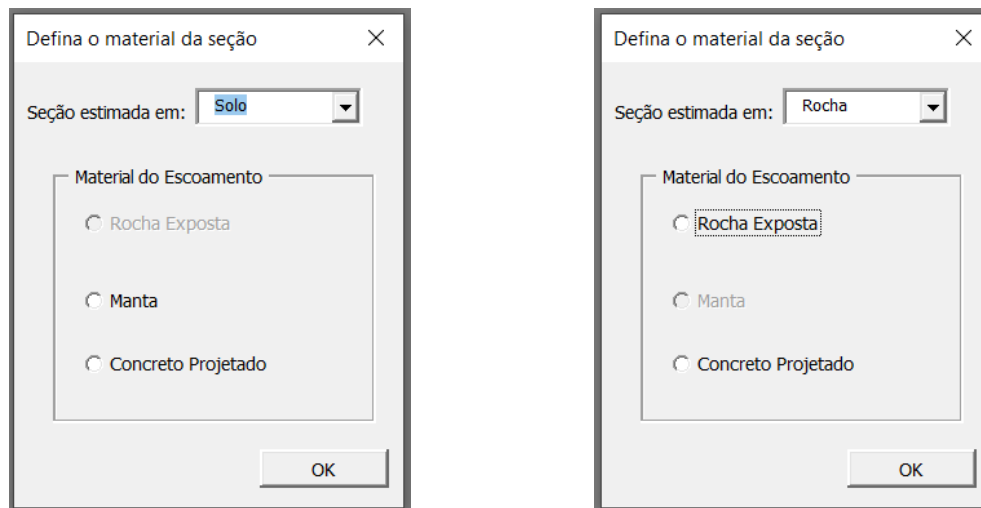 Defina o material da seção
Seção estimada em: Solo
Material do Escoamento
Rocha Exposta
Manta
Concreto Projetado
OK
Defina o material da seção
Seção estimada em: Rocha
Material do Escoamento
Rocha Exposta
Manta
Concreto Projetado
OK